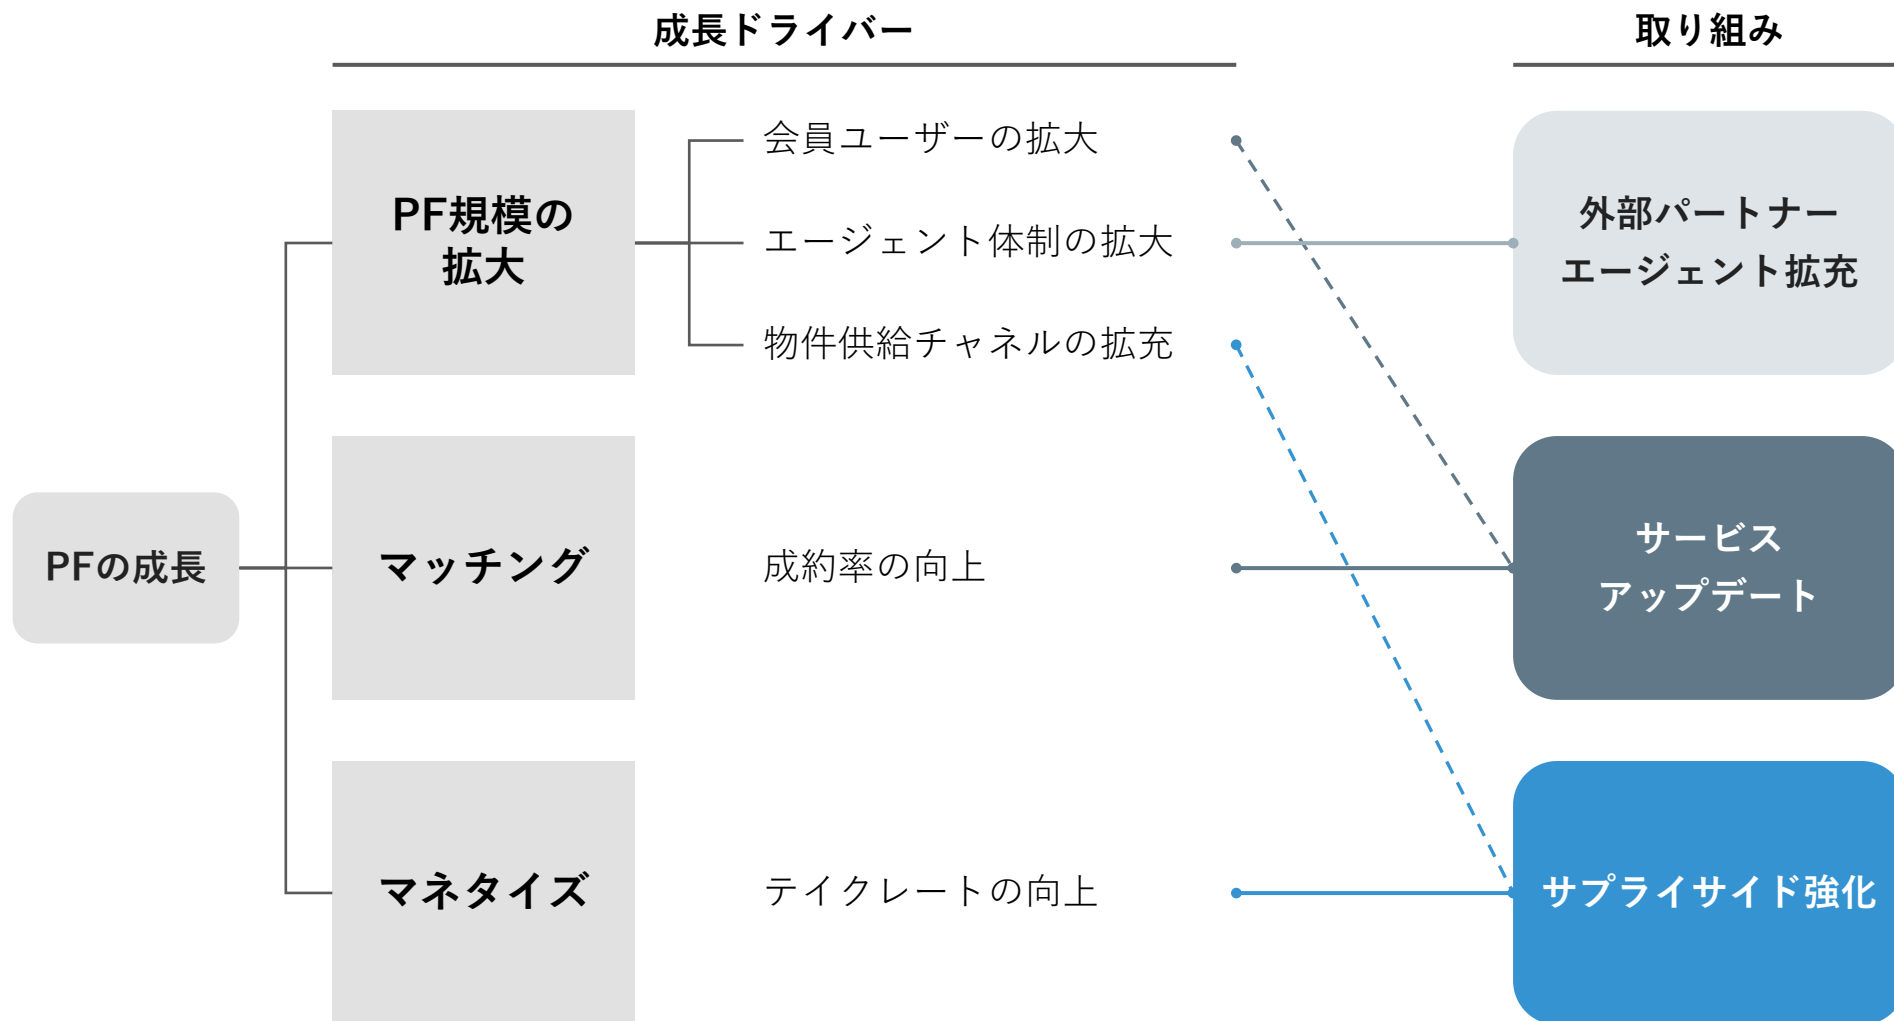 成長ドライバー
取り組み
PFの成長
PF規模の
拡大
会員ユーザーの拡大
エージェント体制の拡大
物件供給チャネルの拡充
外部パートナー
エージェント拡充
マッチング
成約率の向上
サービス
アップデート
マネタイズ
テイクレートの向上
サプライサイド強化